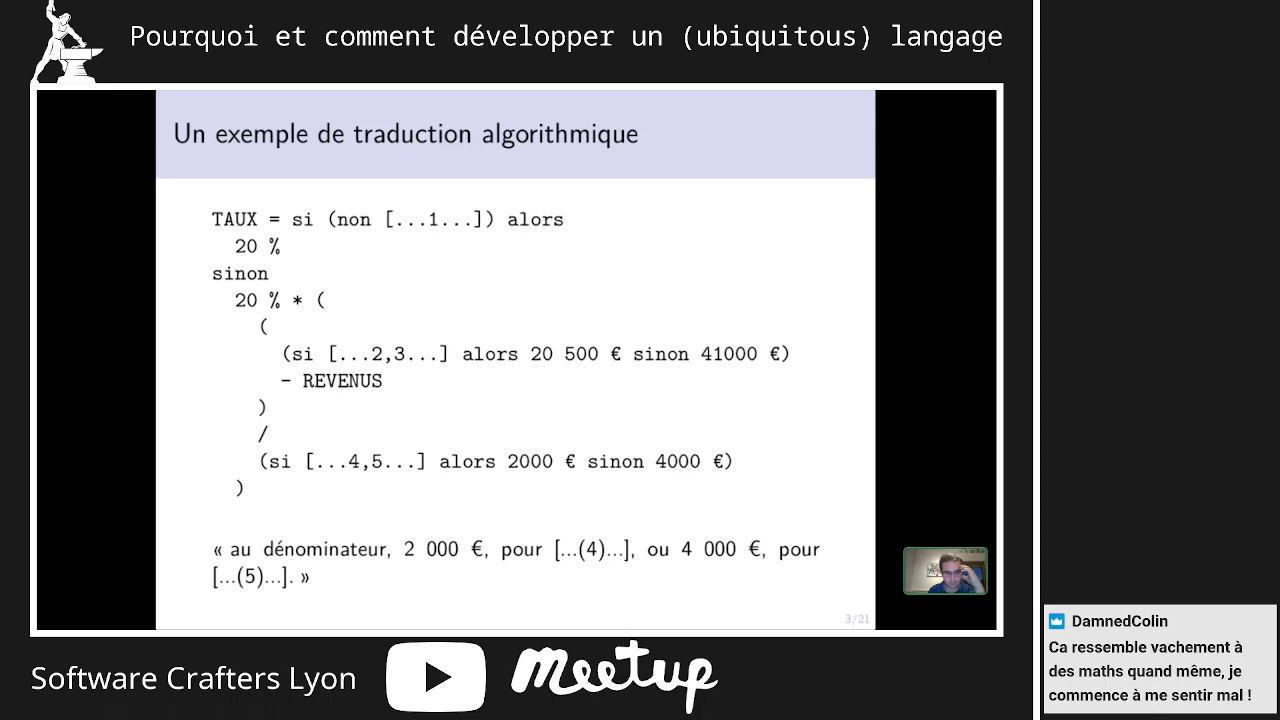 Pourquoi et comment développer un (ubiquitous) langage
Un exemple de traduction algorithmique
TAUX = si (non [...1...]) alors
20 %
sinon
20 % * (
(
(si [...2,3...] alors 20 500 € sinon 41000 €)
- REVENUS
)
/
(si [...4,5...] alors 2000 € sinon 4000 €)
)
« au dénominateur, 2 000 €, pour [...(4)...], ou 4 000 €, pour
[...(5)...]. »
3/21
DamnedColin
Ca ressemble vachement à
des maths quand même, je
commence à me sentir mal !
Software Crafters Lyon
meetup